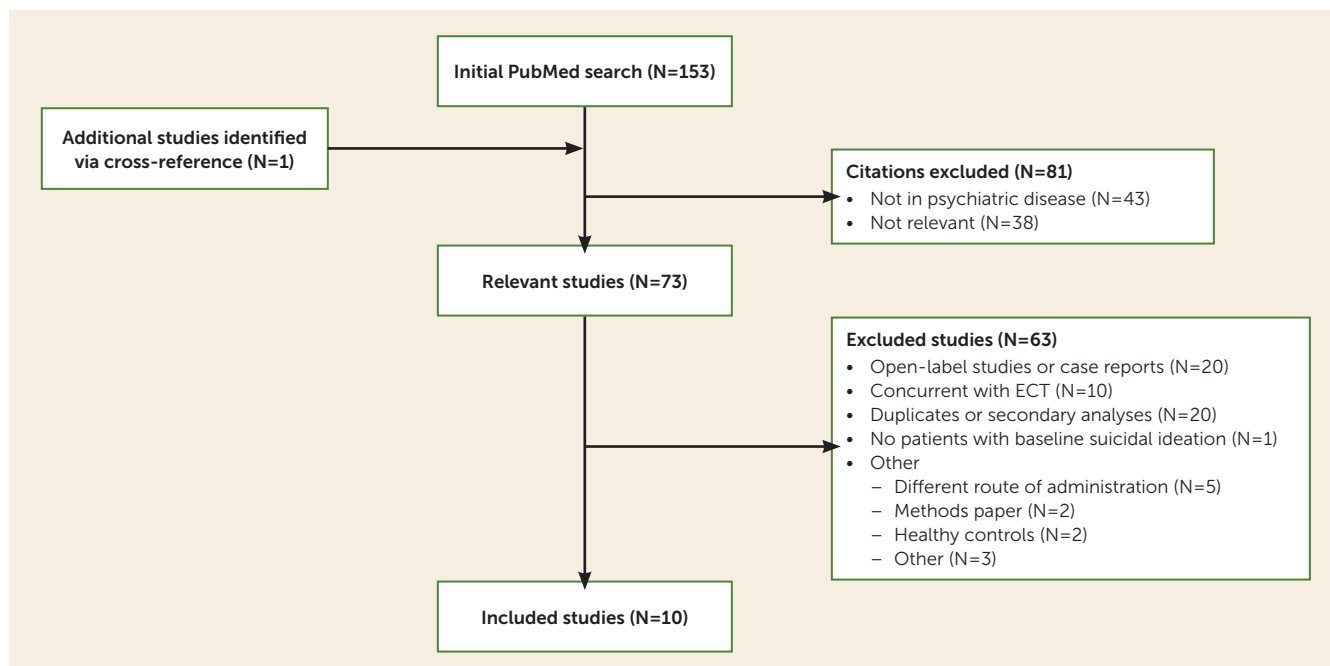 Initial PubMed search (N=153)
Additional studies identified
via cross-reference (N=1)
Citations excluded (N=81)
• Not in psychiatric disease (N=43)
• Not relevant (N=38)
Relevant studies (N=73)
Excluded studies (N=63)
• Open-label studies or case reports (N=20)
• Concurrent with ECT (N=10)
• Duplicates or secondary analyses (N=20)
• No patients with baseline suicidal ideation (N=1)
• Other
– Different route of administration (N=5)
– Methods paper (N=2)
– Healthy controls (N=2)
– Other (N=3)
Included studies (N=10)